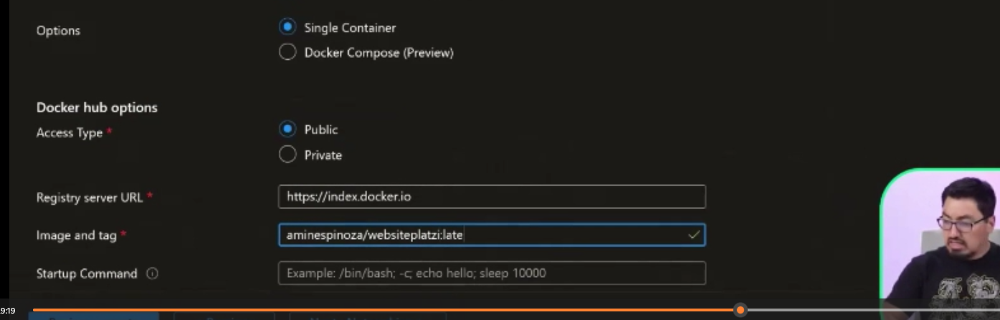 Options
Single Container
Docker Compose (Preview)
Docker hub options
Access Type *
Public
Private
Registry server URL *
https://index.docker.io
Image and tag *
aminespinoza/websiteplatzi:late
Startup Command
Example: /bin/bash; -c; echo hello; sleep 10000
9:19